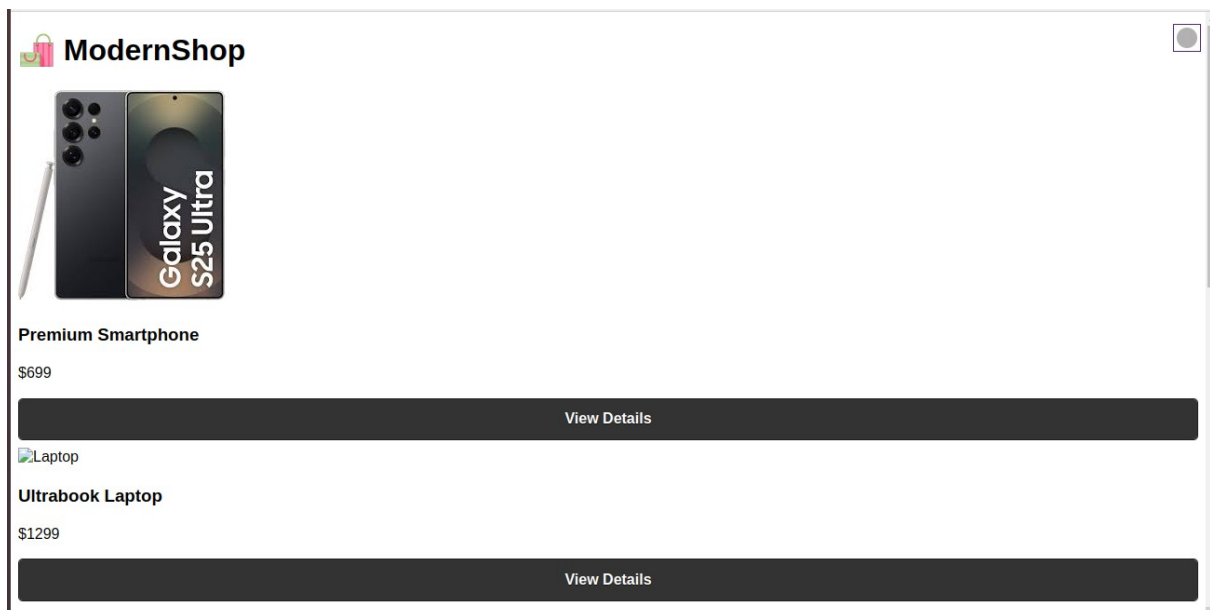 ModernShop
Galaxy
S25 Ultra
Premium Smartphone
$699
View Details
Laptop
Ultrabook Laptop
$1299
View Details